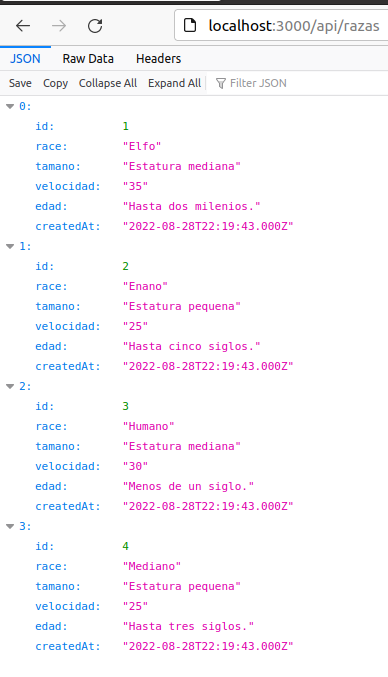 localhost:3000/api/razas
JSON Raw Data Headers
Save Copy Collapse All Expand All Filter JSON
0:
id: 1
race: "Elfo"
tamano: "Estatura mediana"
velocidad: "35"
edad: "Hasta dos milenios."
createdAt: "2022-08-28T22:19:43.000Z"
1:
id: 2
race: "Enano"
tamano: "Estatura pequena"
velocidad: "25"
edad: "Hasta cinco siglos."
createdAt: "2022-08-28T22:19:43.000Z"
2:
id: 3
race: "Humano"
tamano: "Estatura mediana"
velocidad: "30"
edad: "Menos de un siglo."
createdAt: "2022-08-28T22:19:43.000Z"
3:
id: 4
race: "Mediano"
tamano: "Estatura pequena"
velocidad: "25"
edad: "Hasta tres siglos."
createdAt: "2022-08-28T22:19:43.000Z"